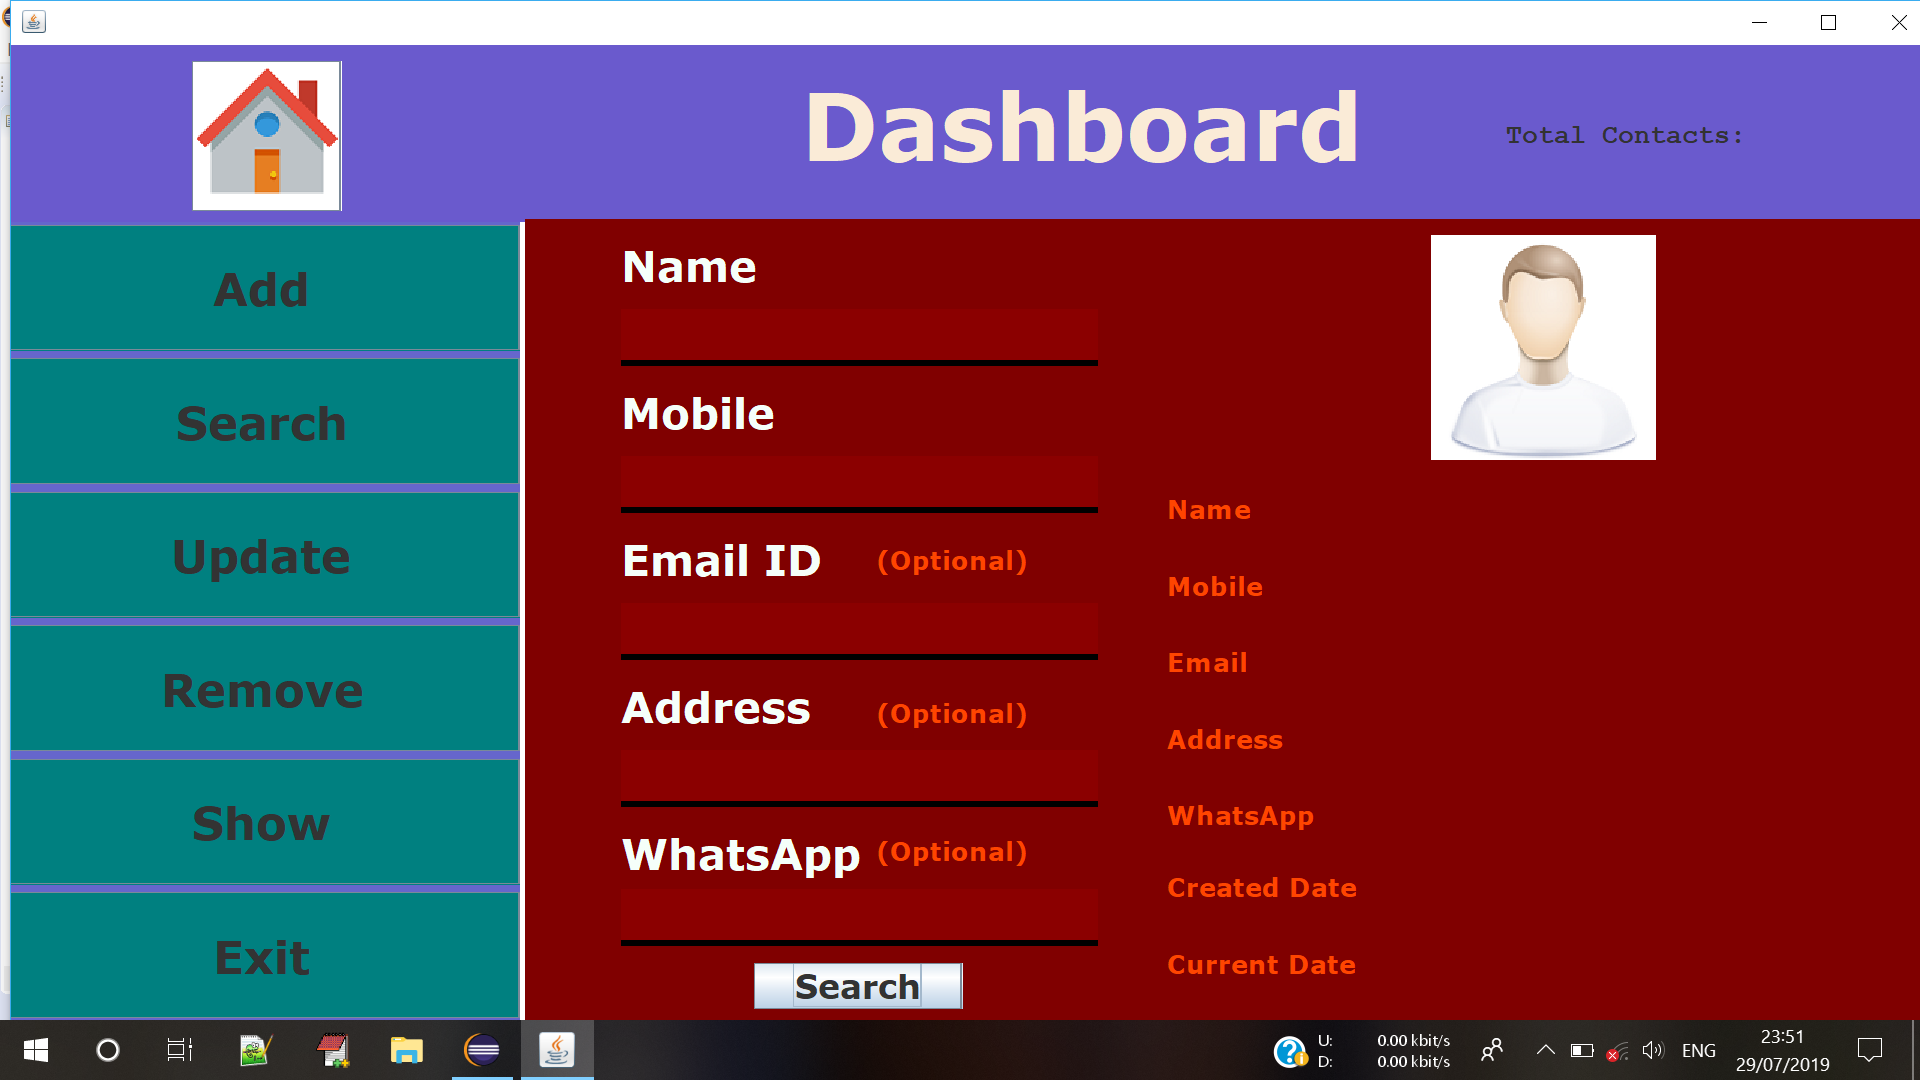 Dashboard
Total Contacts:
Add
Search
Update
Remove
Show
Exit
Name
Mobile
Email ID (Optional)
Address (Optional)
WhatsApp (Optional)
Search
Name
Mobile
Email
Address
WhatsApp
Created Date
Current Date
U: 0.00 kbit/s
D: 0.00 kbit/s
ENG
23:51
29/07/2019